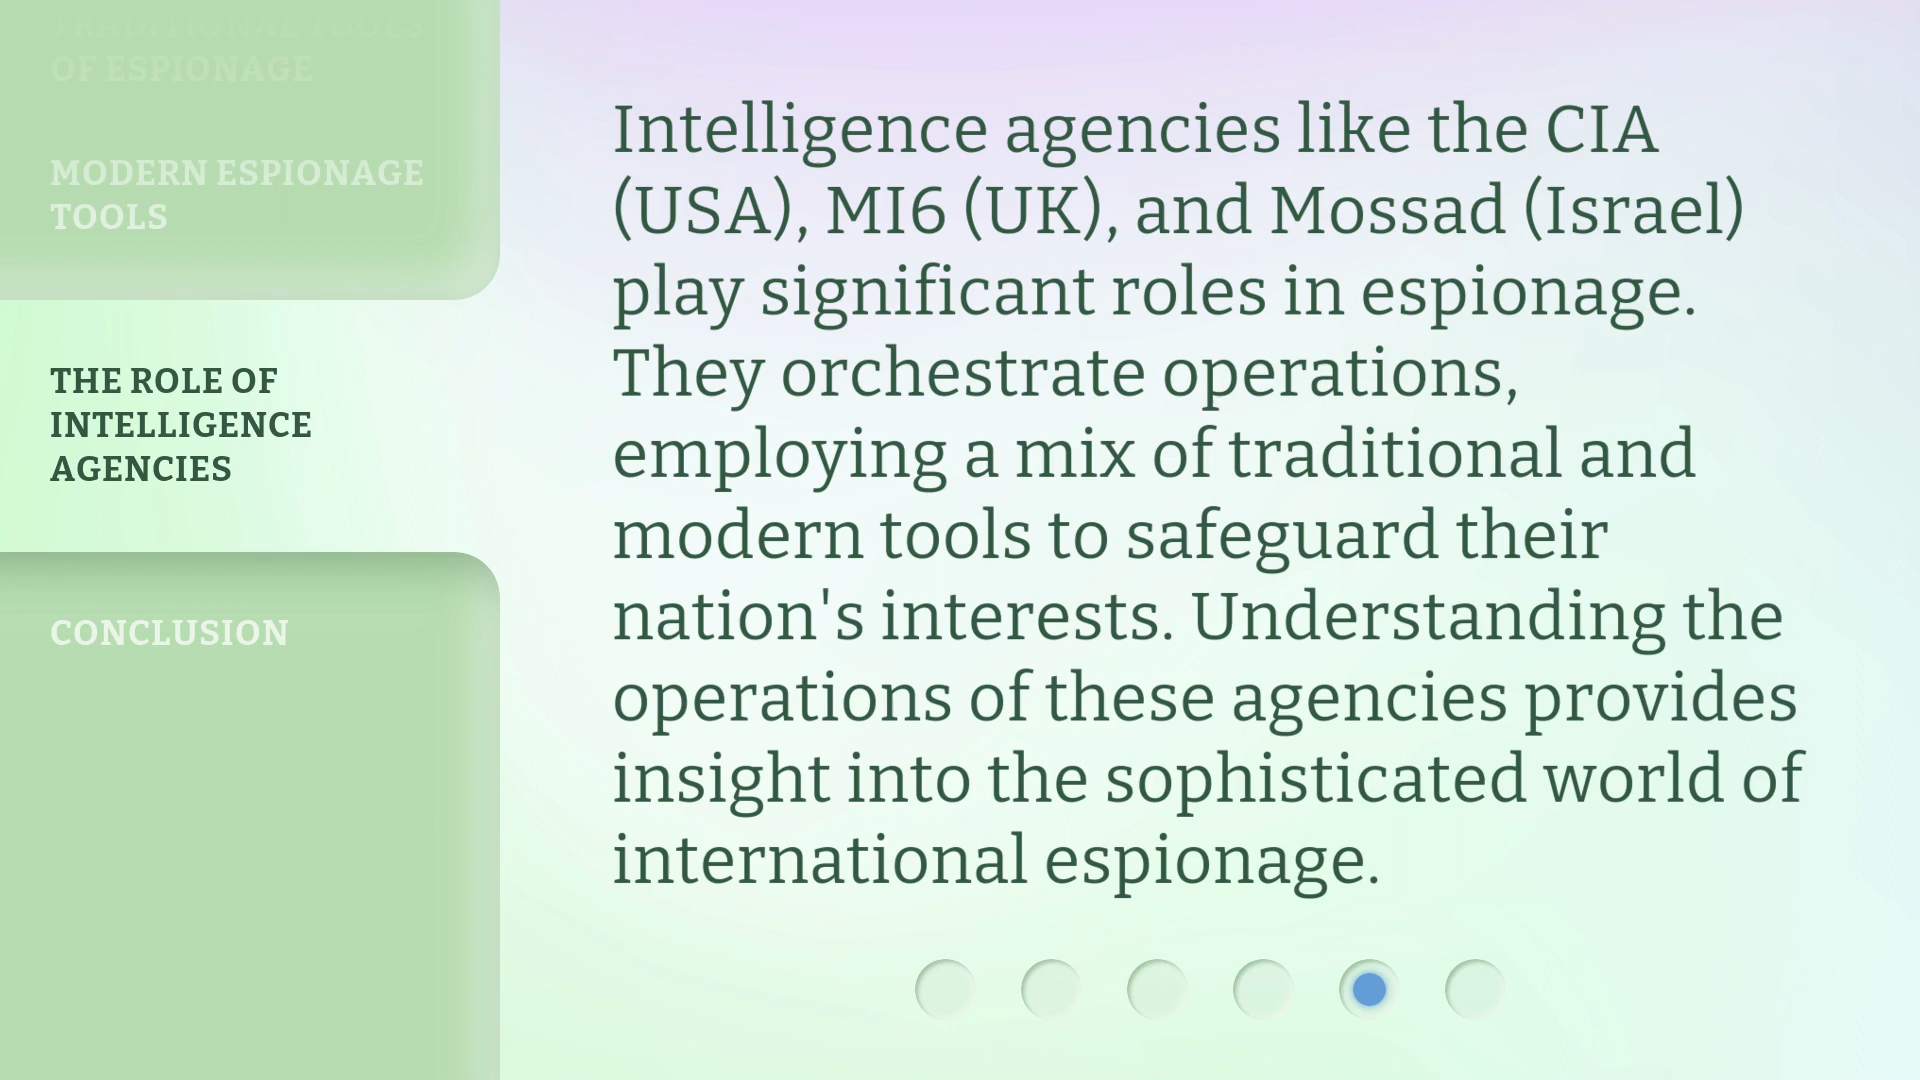 TRADITIONAL TOOLS
OF ESPIONAGE
MODERN ESPIONAGE
TOOLS
THE ROLE OF
INTELLIGENCE
AGENCIES
CONCLUSION
Intelligence agencies like the CIA
(USA), MI6 (UK), and Mossad (Israel)
play significant roles in espionage.
They orchestrate operations,
employing a mix of traditional and
modern tools to safeguard their
nation's interests. Understanding the
operations of these agencies provides
insight into the sophisticated world of
international espionage.